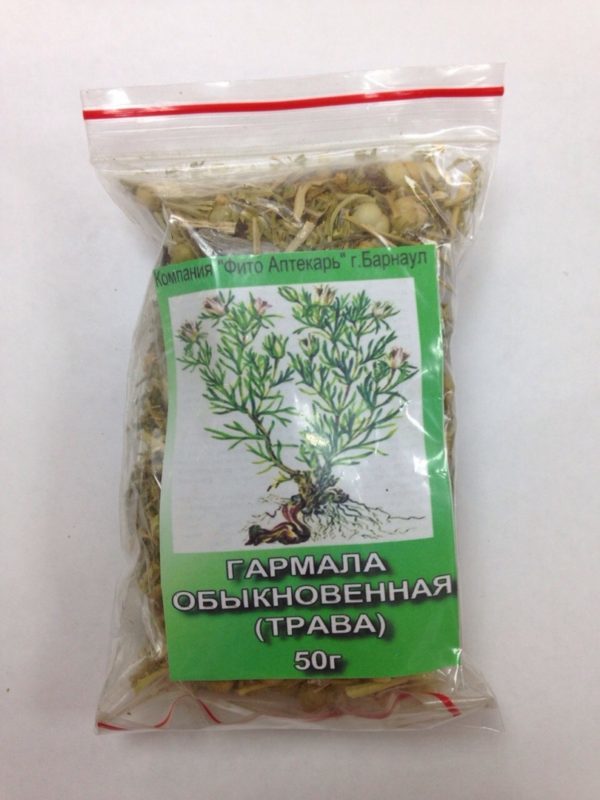 Компания "Фито Аптекарь" г.Барнаул
ГАРМАЛА
ОБЫКНОВЕННАЯ
(ТРАВА)
50г